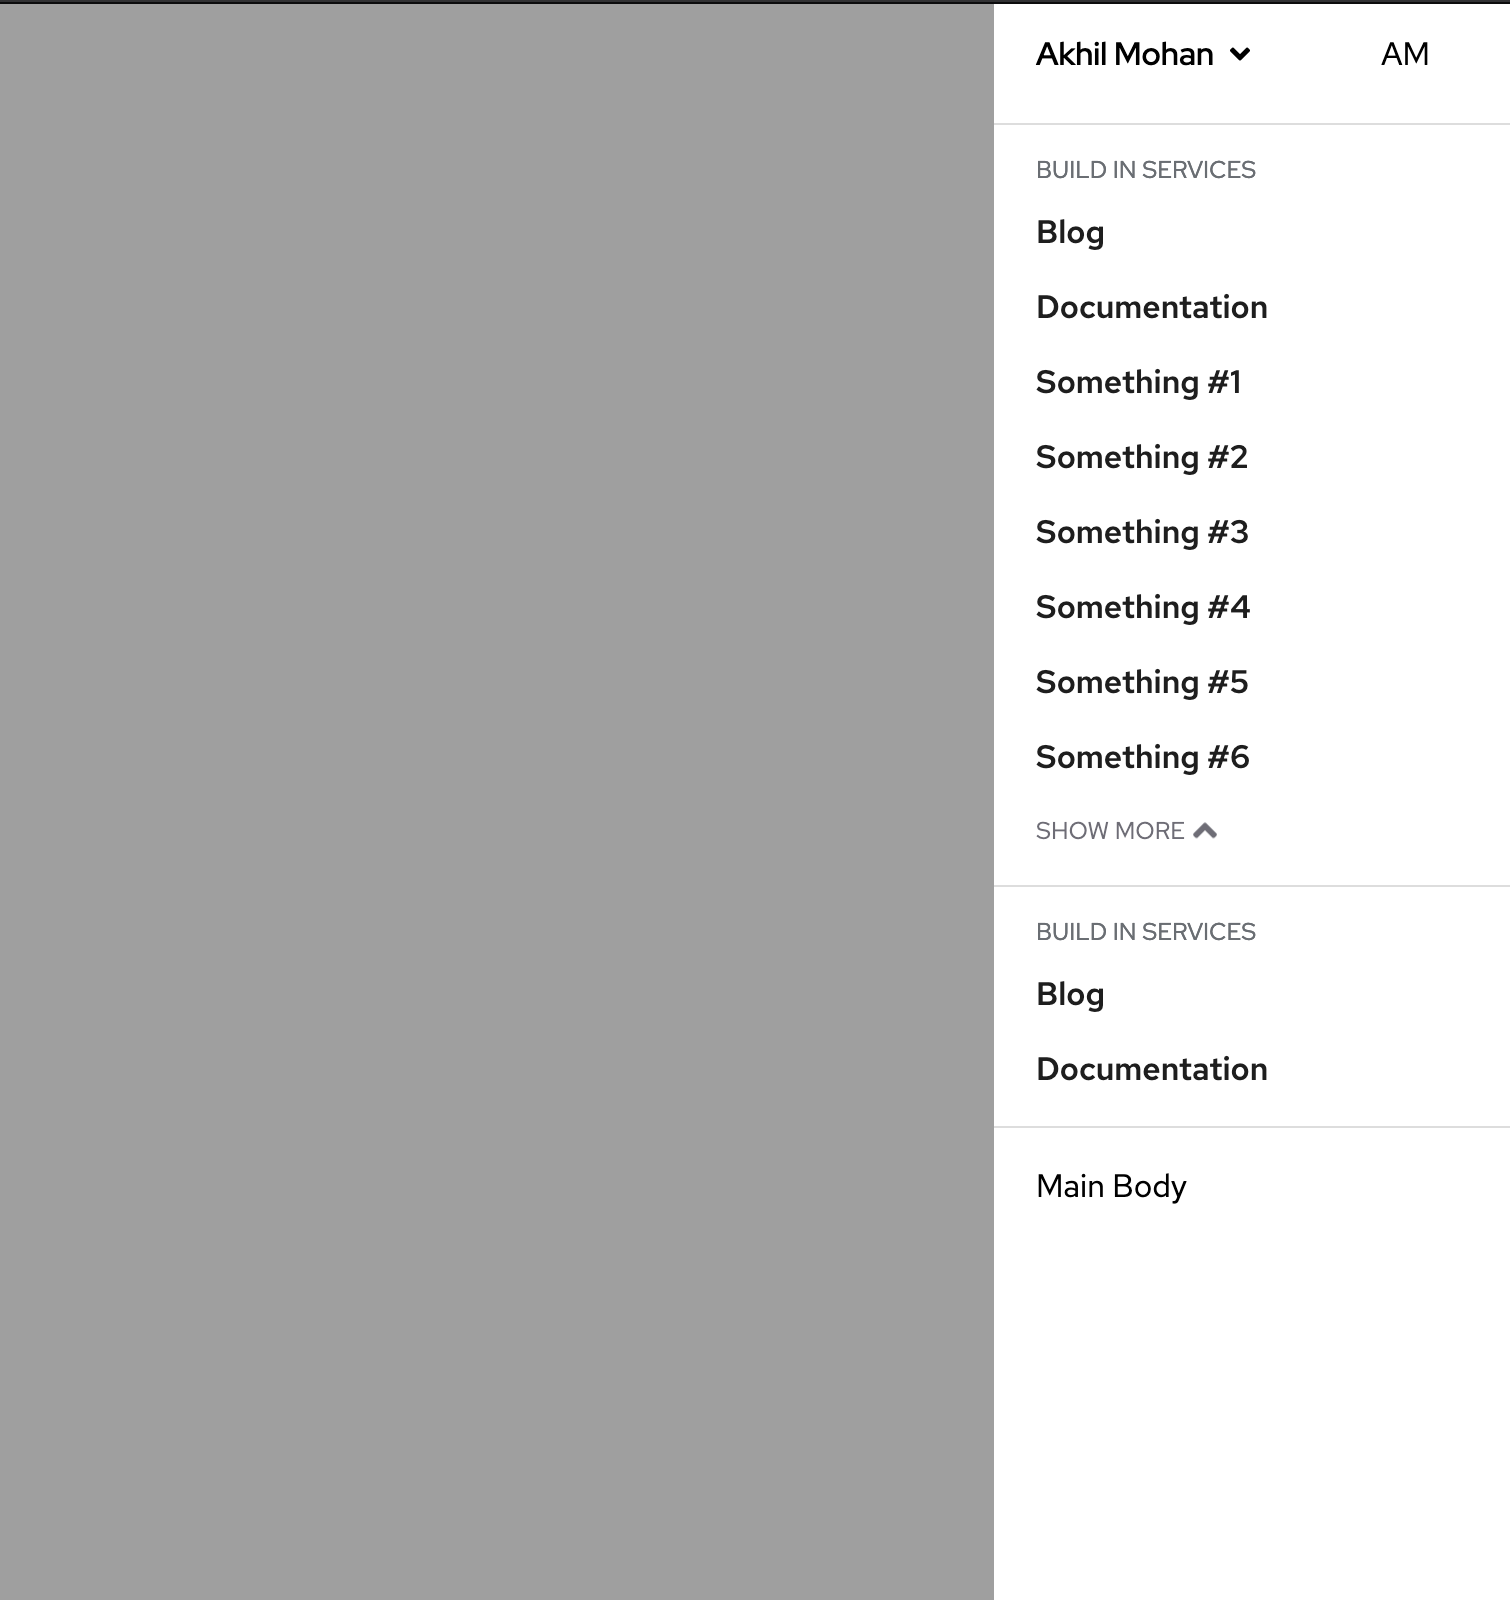 Akhil Mohan AM
BUILD IN SERVICES
Blog
Documentation
Something #1
Something #2
Something #3
Something #4
Something #5
Something #6
SHOW MORE
BUILD IN SERVICES
Blog
Documentation
Main Body